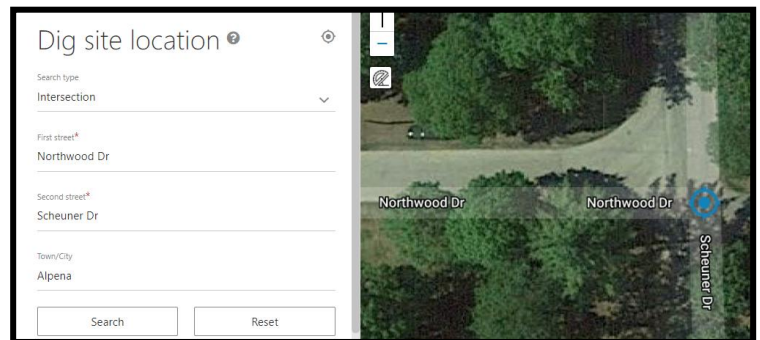 Dig site location ?
Search type
Intersection
First street*
Northwood Dr
Second street*
Scheuner Dr
Town/City
Alpena
Search Reset
Northwood Dr Northwood Dr
Scheuner Dr